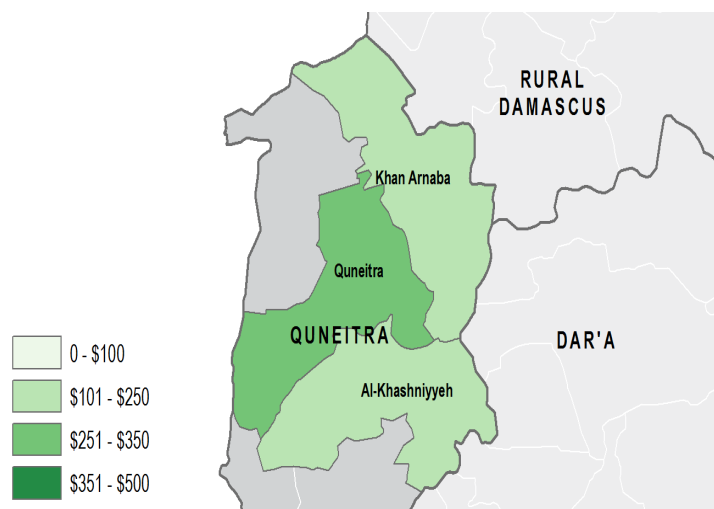 RURAL
DAMASCUS
Khan Arnaba
Quneitra
QUNEITRA
DAR'A
Al-Khashniyyeh
0 - $100
$101 - $250
$251 - $350
$351 - $500